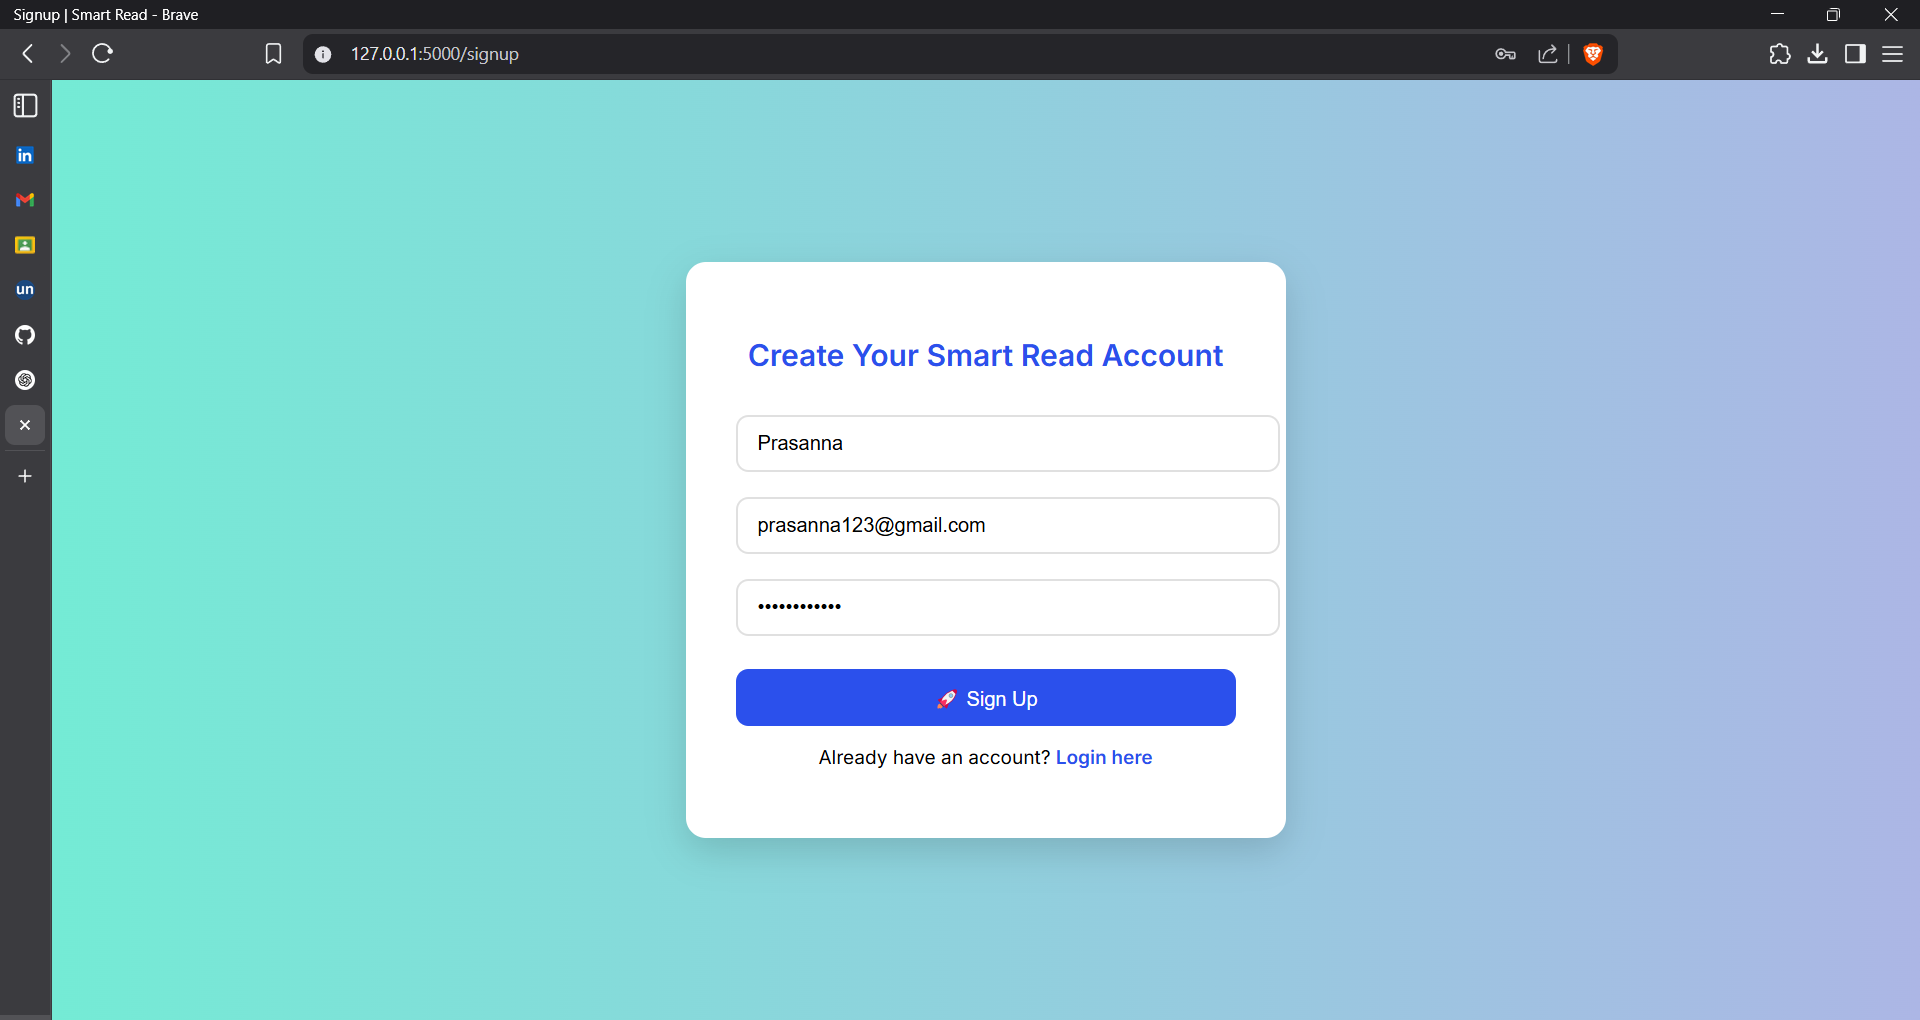 Signup | Smart Read - Brave
127.0.0.1:5000/signup
in
un
Create Your Smart Read Account
Prasanna
prasanna123@gmail.com
••••••••••••
🚀 Sign Up
Already have an account? Login here